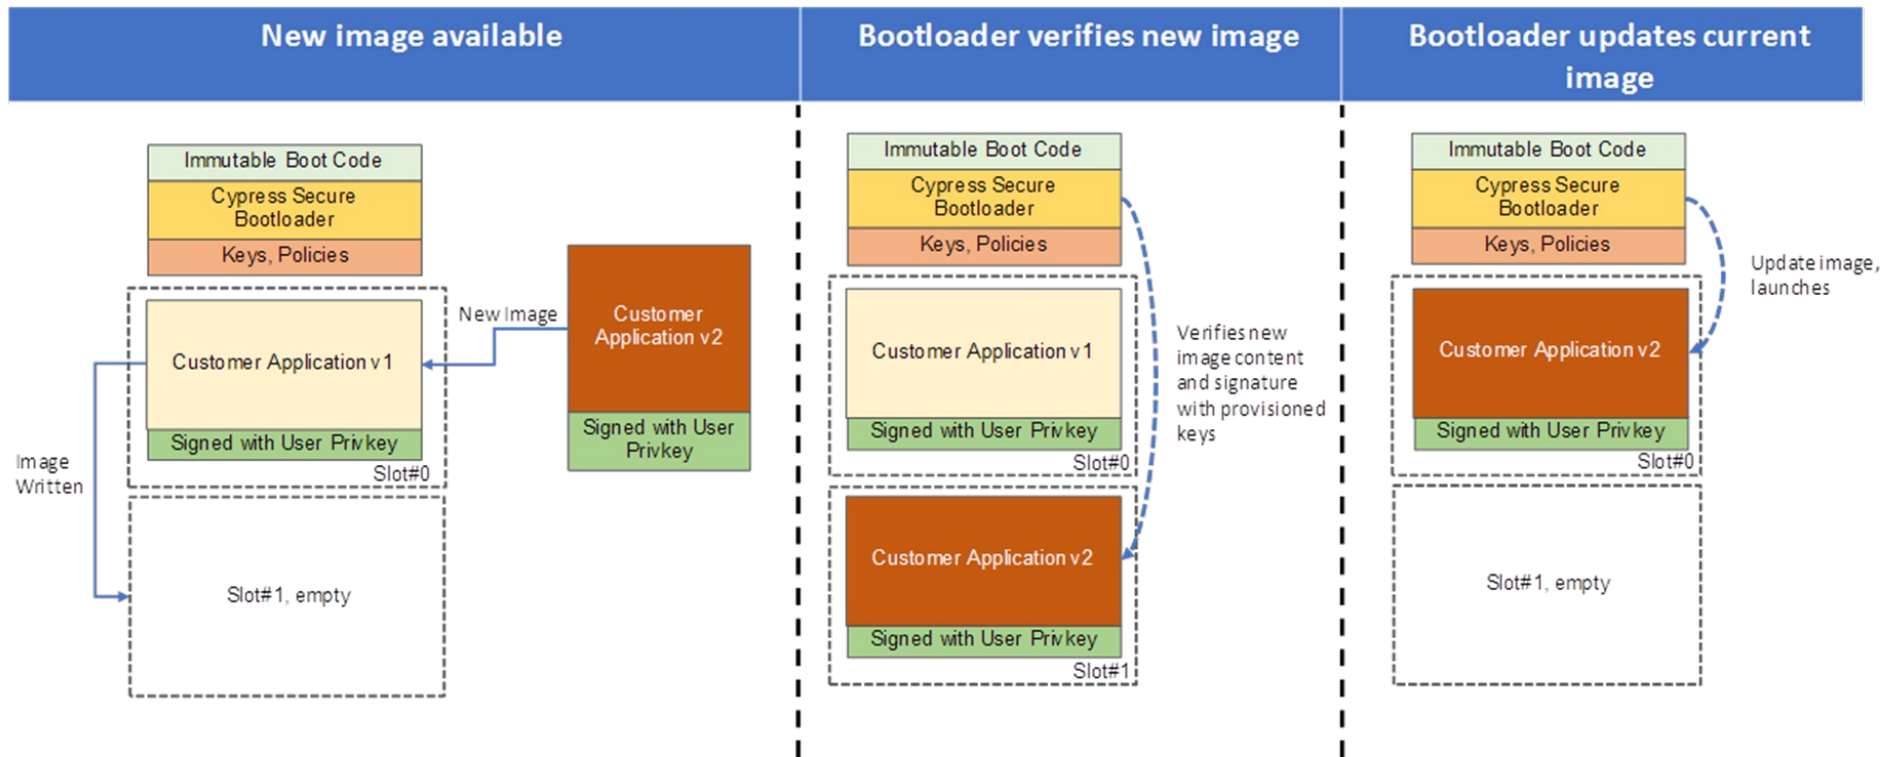 New image available
Bootloader verifies new image
Bootloader updates current
image
Immutable Boot Code
Cypress Secure
Bootloader
Keys, Policies
New Image
Customer
Application v2
Customer Application v1
Signed with User
Privkey
Signed with User Privkey
Slot#0
Image
Written
Slot#1, empty
Immutable Boot Code
Cypress Secure
Bootloader
Keys, Policies
Customer Application v1
Verifies new
image content
and signature
with provisioned
keys
Signed with User Privkey
Slot#0
Customer Application v2
Signed with User Privkey
Slot#1
Immutable Boot Code
Cypress Secure
Bootloader
Keys, Policies
Update image,
launches
Customer Application v2
Signed with User Privkey
Slot#0
Slot#1, empty